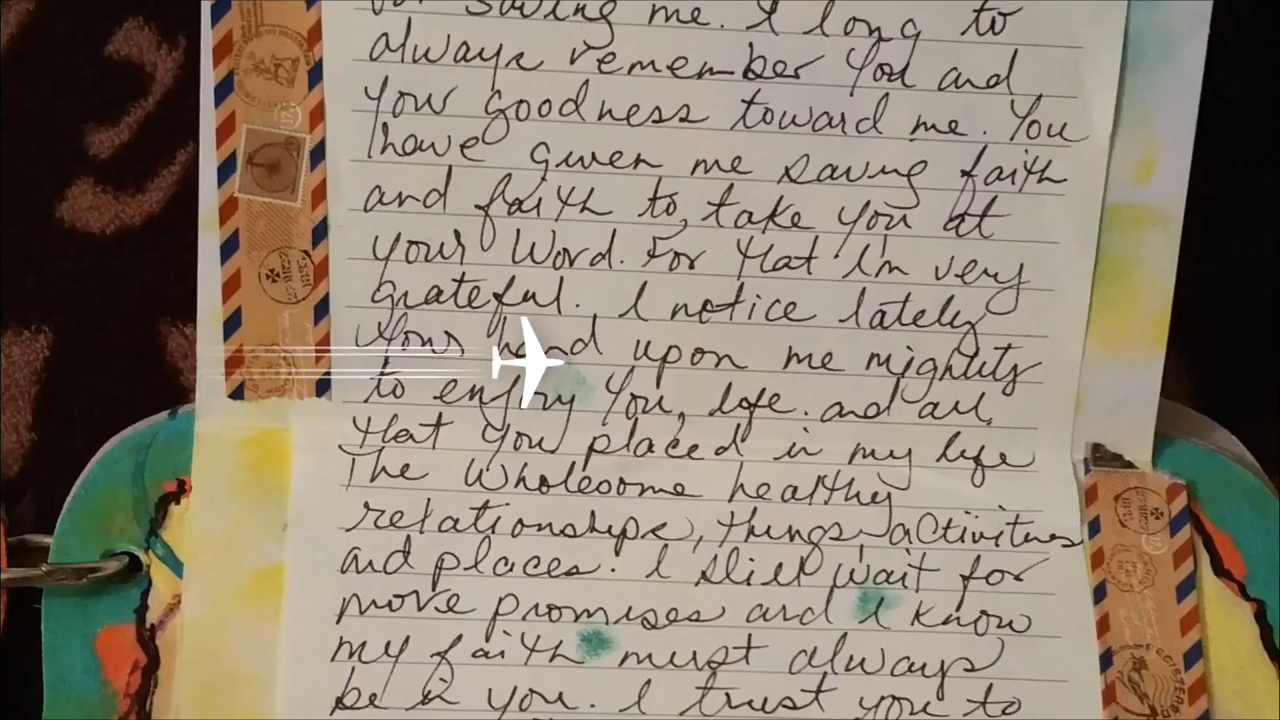 for saving me. I long to
always remember You and
your goodness toward me. You
have given me saving faith
and faith to take You at
your Word. For that I'm very
grateful. I notice lately
Your hand upon me mightily
to enjoy You, life. and all
that you placed in my life
The Wholesome healthy
relationships, things, activities
and places. I still wait for
more promises and I know
my faith must always
be in you. I trust you to
REGISTERED